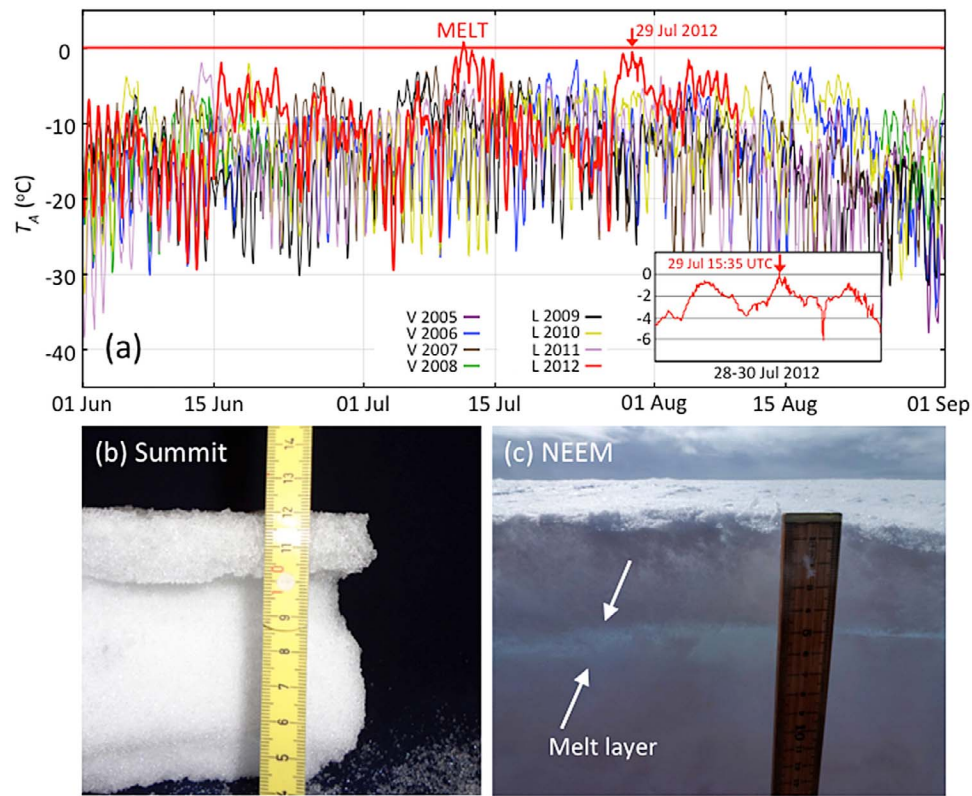 MELT
29 Jul 2012
0
-10
-20
-30
-40
T_A (°C)
(a)
V 2005
V 2006
V 2007
V 2008
L 2009
L 2010
L 2011
L 2012
29 Jul 15:35 UTC
0
-2
-4
-6
28-30 Jul 2012
01 Jun
15 Jun
01 Jul
15 Jul
01 Aug
15 Aug
01 Sep
(b) Summit
14
13
12
11
10
9
8
7
6
5
(c) NEEM
Melt layer